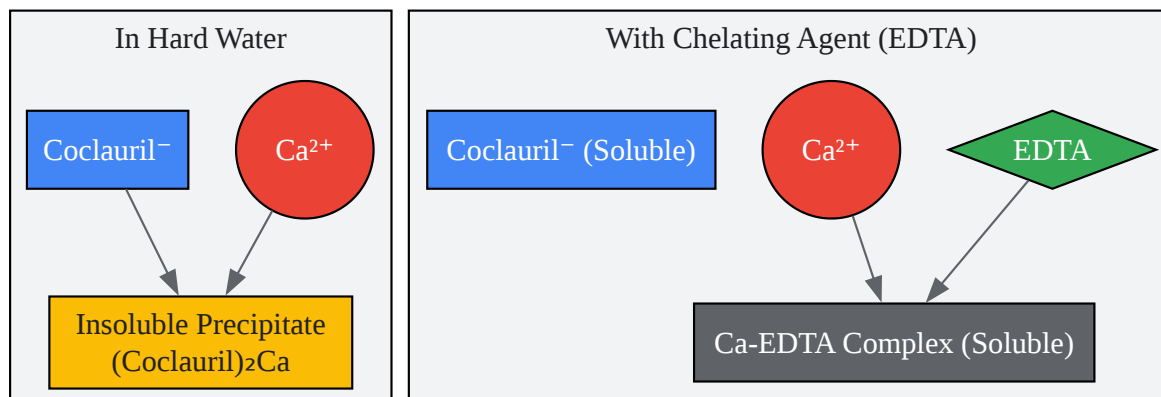 In Hard Water
Coclauril⁻
Ca²⁺
Insoluble Precipitate
(Coclauril)₂Ca
With Chelating Agent (EDTA)
Coclauril⁻ (Soluble)
Ca²⁺
EDTA
Ca-EDTA Complex (Soluble)